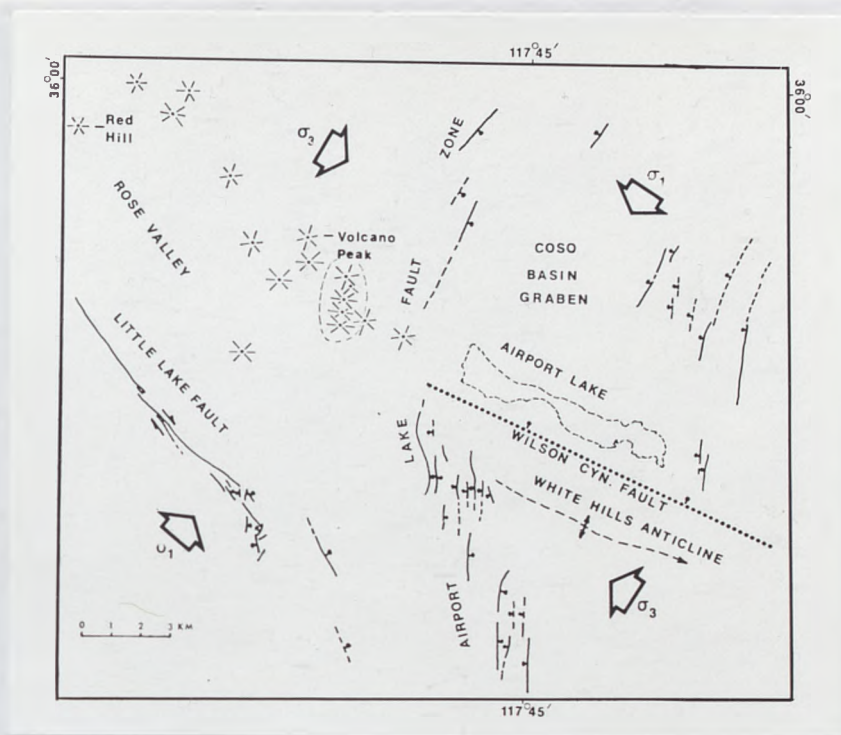 117°45′
36°00′
36°00′
Red
Hill
σ3
ZONE
σ1
ROSE VALLEY
Volcano
Peak
COSO
BASIN
GRABEN
FAULT
LITTLE LAKE FAULT
AIRPORT LAKE
LAKE
WILSON CYN. FAULT
WHITE HILLS ANTICLINE
σ1
σ3
AIRPORT
0 1 2 3 KM
117°45′